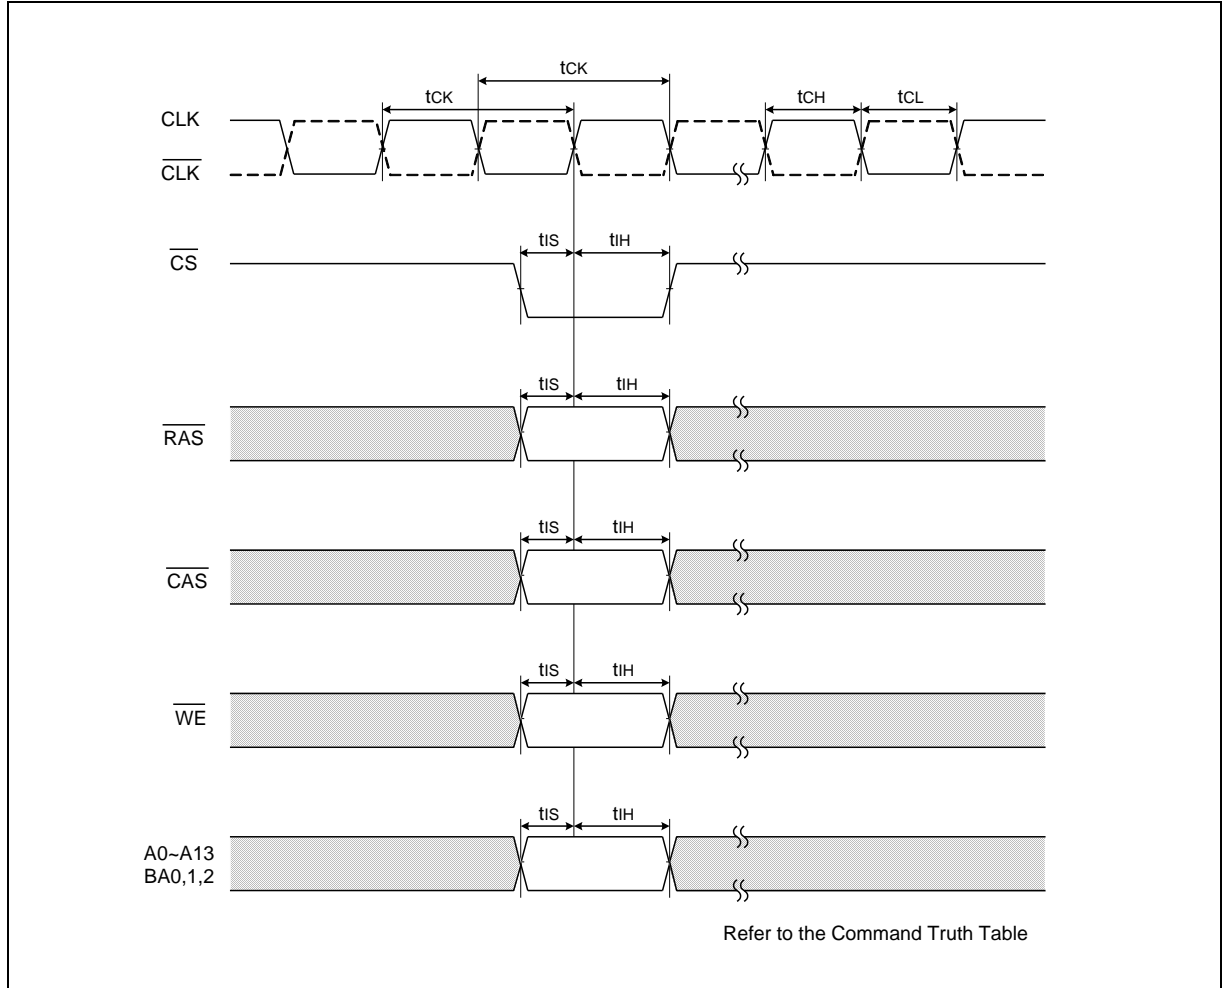 tCK
tCK
tCH
tCL
CLK
CLK
tIS
tIH
CS
tIS
tIH
RAS
tIS
tIH
CAS
tIS
tIH
WE
tIS
tIH
A0~A13
BA0,1,2
Refer to the Command Truth Table